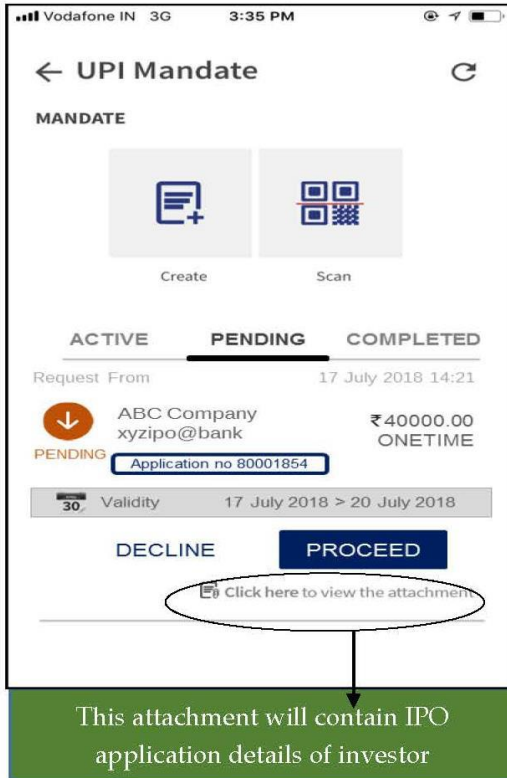 Vodafone IN 3G 3:35 PM
← UPI Mandate
MANDATE
Create Scan
ACTIVE PENDING COMPLETED
Request From 17 July 2018 14:21
ABC Company ₹40000.00
xyzipo@bank ONETIME
PENDING
Application no 80001854
30 Validity 17 July 2018 > 20 July 2018
DECLINE PROCEED
Click here to view the attachment
This attachment will contain IPO
application details of investor